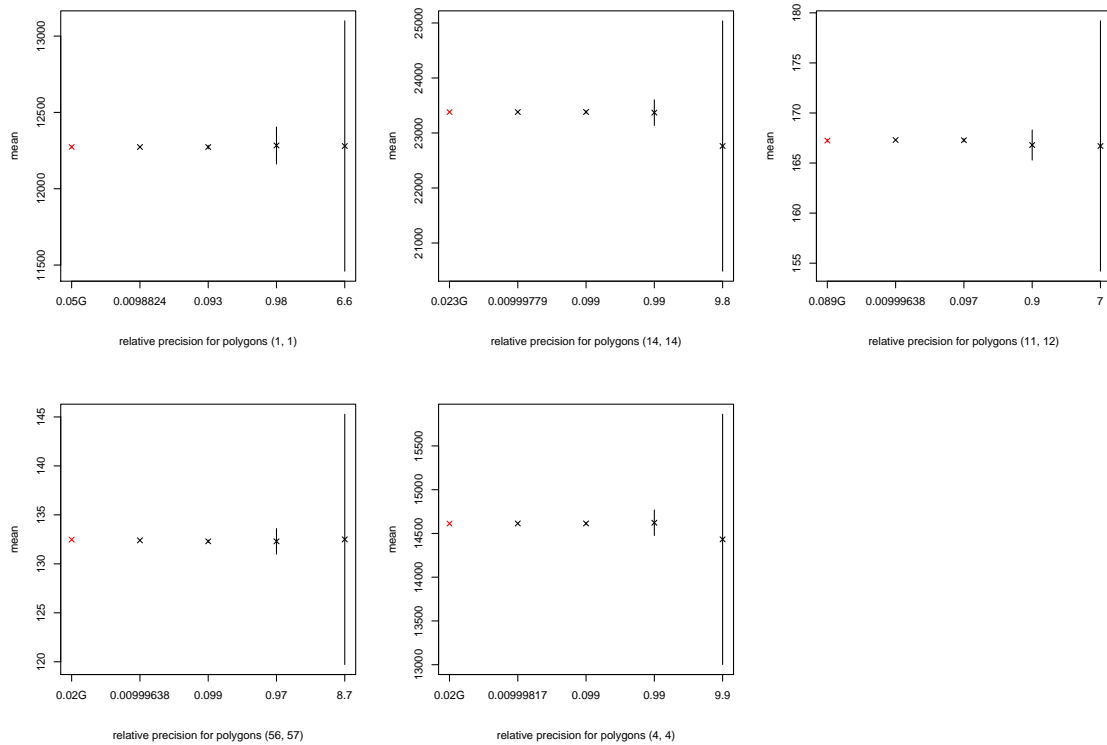 13000
12500
12000
11500
mean
0.05G 0.0098824 0.093 0.98 6.6
relative precision for polygons (1, 1)
25000
24000
23000
22000
21000
mean
0.023G 0.00999779 0.099 0.99 9.8
relative precision for polygons (14, 14)
180
175
170
165
160
155
mean
0.089G 0.00999638 0.097 0.9 7
relative precision for polygons (11, 12)
145
140
135
130
125
120
mean
0.02G 0.00999638 0.099 0.97 8.7
relative precision for polygons (56, 57)
15500
15000
14500
14000
13500
13000
mean
0.02G 0.00999817 0.099 0.99 9.9
relative precision for polygons (4, 4)